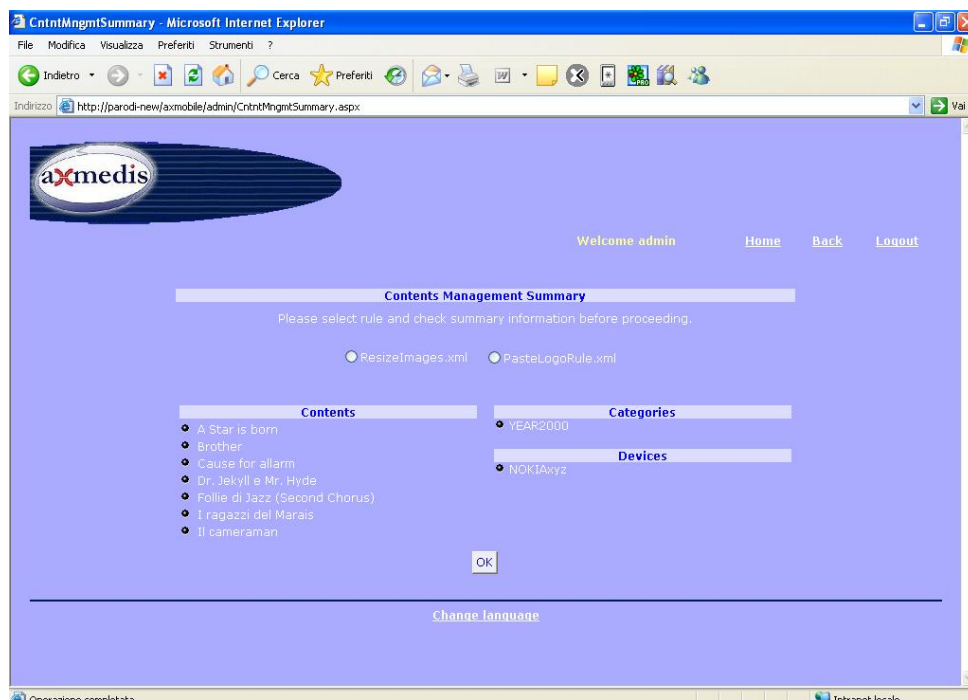 CntntMngmtSummary - Microsoft Internet Explorer
File Modifica Visualizza Preferiti Strumenti ?
Indietro Cerca Preferiti
Indirizzo http://parodi-new/axmobile/admin/CntntMngmtSummary.aspx Vai
axmedis
Welcome admin Home Back Logout
Contents Management Summary
Please select rule and check summary information before proceeding.
ResizeImages.xml PasteLogoRule.xml
Contents
A Star is born
Brother
Cause for allarm
Dr. Jekyll e Mr. Hyde
Follie di Jazz (Second Chorus)
I ragazzi del Marais
Il cameraman
Categories
YEAR2000
Devices
NOKIAxyz
OK
Change language
Operazione completata Intranet locale